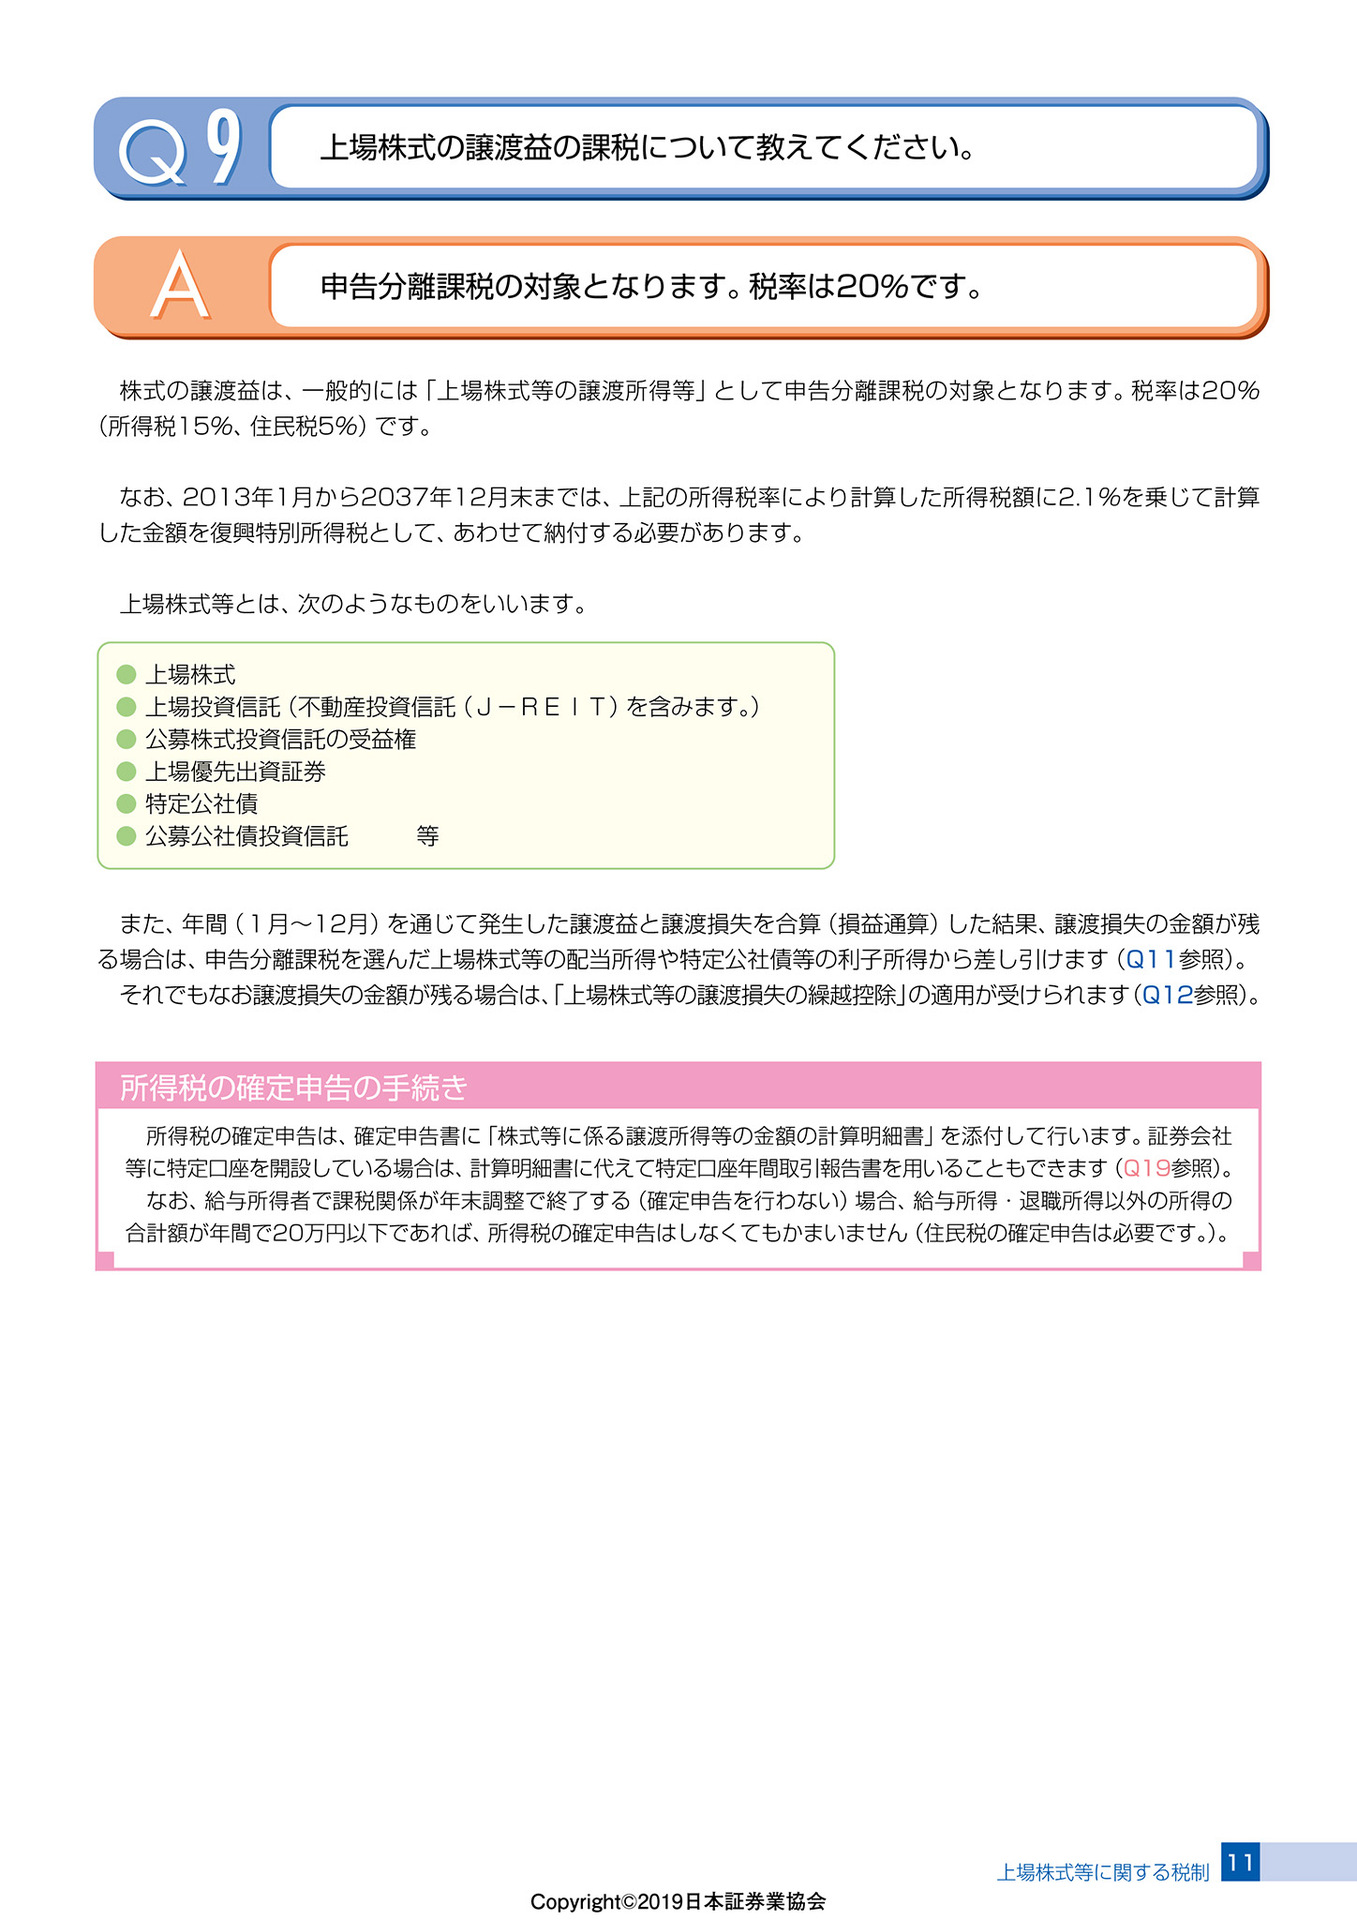 Q9
上場株式の譲渡益の課税について教えてください。
A
申告分離課税の対象となります。税率は20%です。
株式の譲渡益は、一般的には「上場株式等の譲渡所得等」として申告分離課税の対象となります。税率は20%
（所得税15%、住民税5%）です。
なお、2013年1月から2037年12月末までは、上記の所得税率により計算した所得税額に2.1%を乗じて計算
した金額を復興特別所得税として、あわせて納付する必要があります。
上場株式等とは、次のようなものをいいます。
● 上場株式
● 上場投資信託（不動産投資信託（Ｊ－ＲＥＩＴ）を含みます。）
● 公募株式投資信託の受益権
● 上場優先出資証券
● 特定公社債
● 公募公社債投資信託　　　等
また、年間（1月～12月）を通じて発生した譲渡益と譲渡損失を合算（損益通算）した結果、譲渡損失の金額が残
る場合は、申告分離課税を選んだ上場株式等の配当所得や特定公社債等の利子所得から差し引けます（Q11参照）。
それでもなお譲渡損失の金額が残る場合は、「上場株式等の譲渡損失の繰越控除」の適用が受けられます（Q12参照）。
所得税の確定申告の手続き
所得税の確定申告は、確定申告書に「株式等に係る譲渡所得等の金額の計算明細書」を添付して行います。証券会社
等に特定口座を開設している場合は、計算明細書に代えて特定口座年間取引報告書を用いることもできます（Q19参照）。
なお、給与所得者で課税関係が年末調整で終了する（確定申告を行わない）場合、給与所得・退職所得以外の所得の
合計額が年間で20万円以下であれば、所得税の確定申告はしなくてもかまいません（住民税の確定申告は必要です。）。
上場株式等に関する税制 11
Copyright©2019日本証券業協会